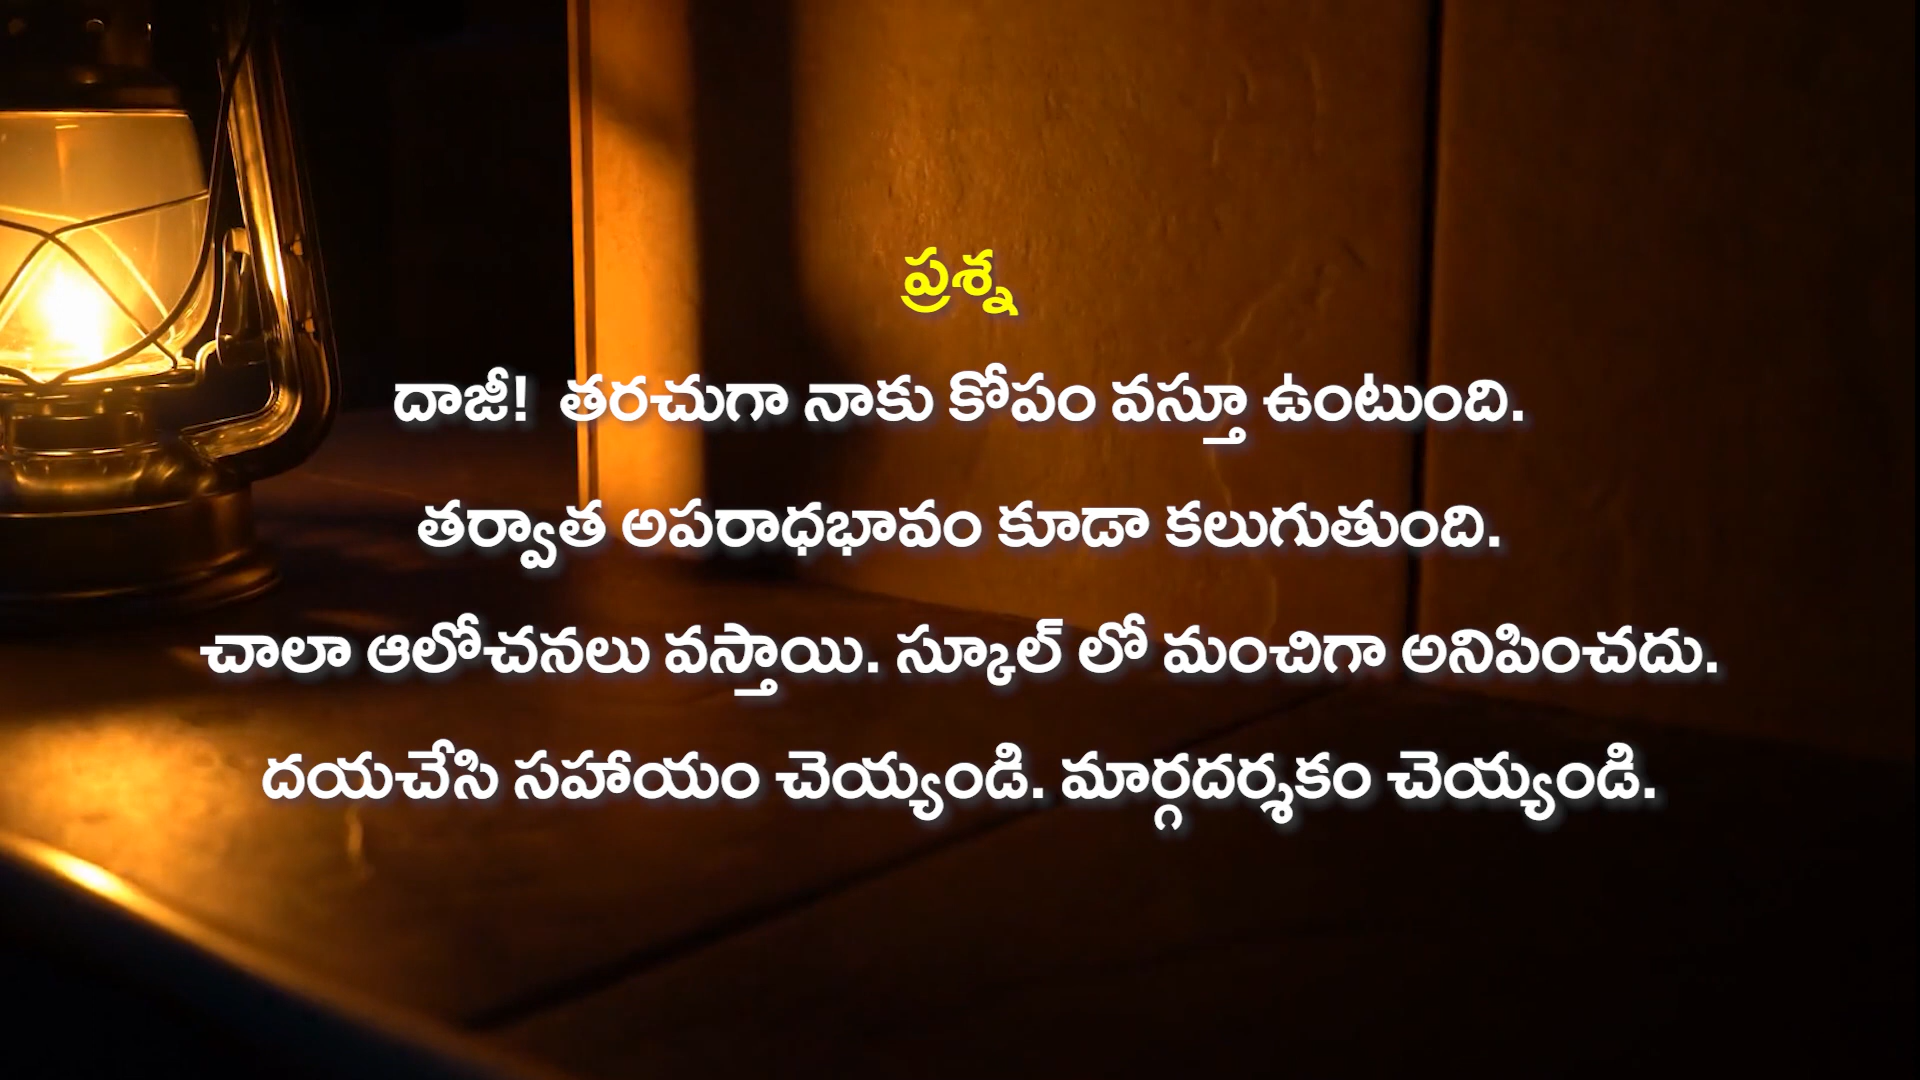 ప్రశ్న
దాజీ! తరచుగా నాకు కోపం వస్తూ ఉంటుంది.
తర్వాత అపరాధభావం కూడా కలుగుతుంది.
చాలా ఆలోచనలు వస్తాయి. స్కూల్ లో మంచిగా అనిపించదు.
దయచేసి సహాయం చెయ్యండి. మార్గదర్శకం చెయ్యండి.